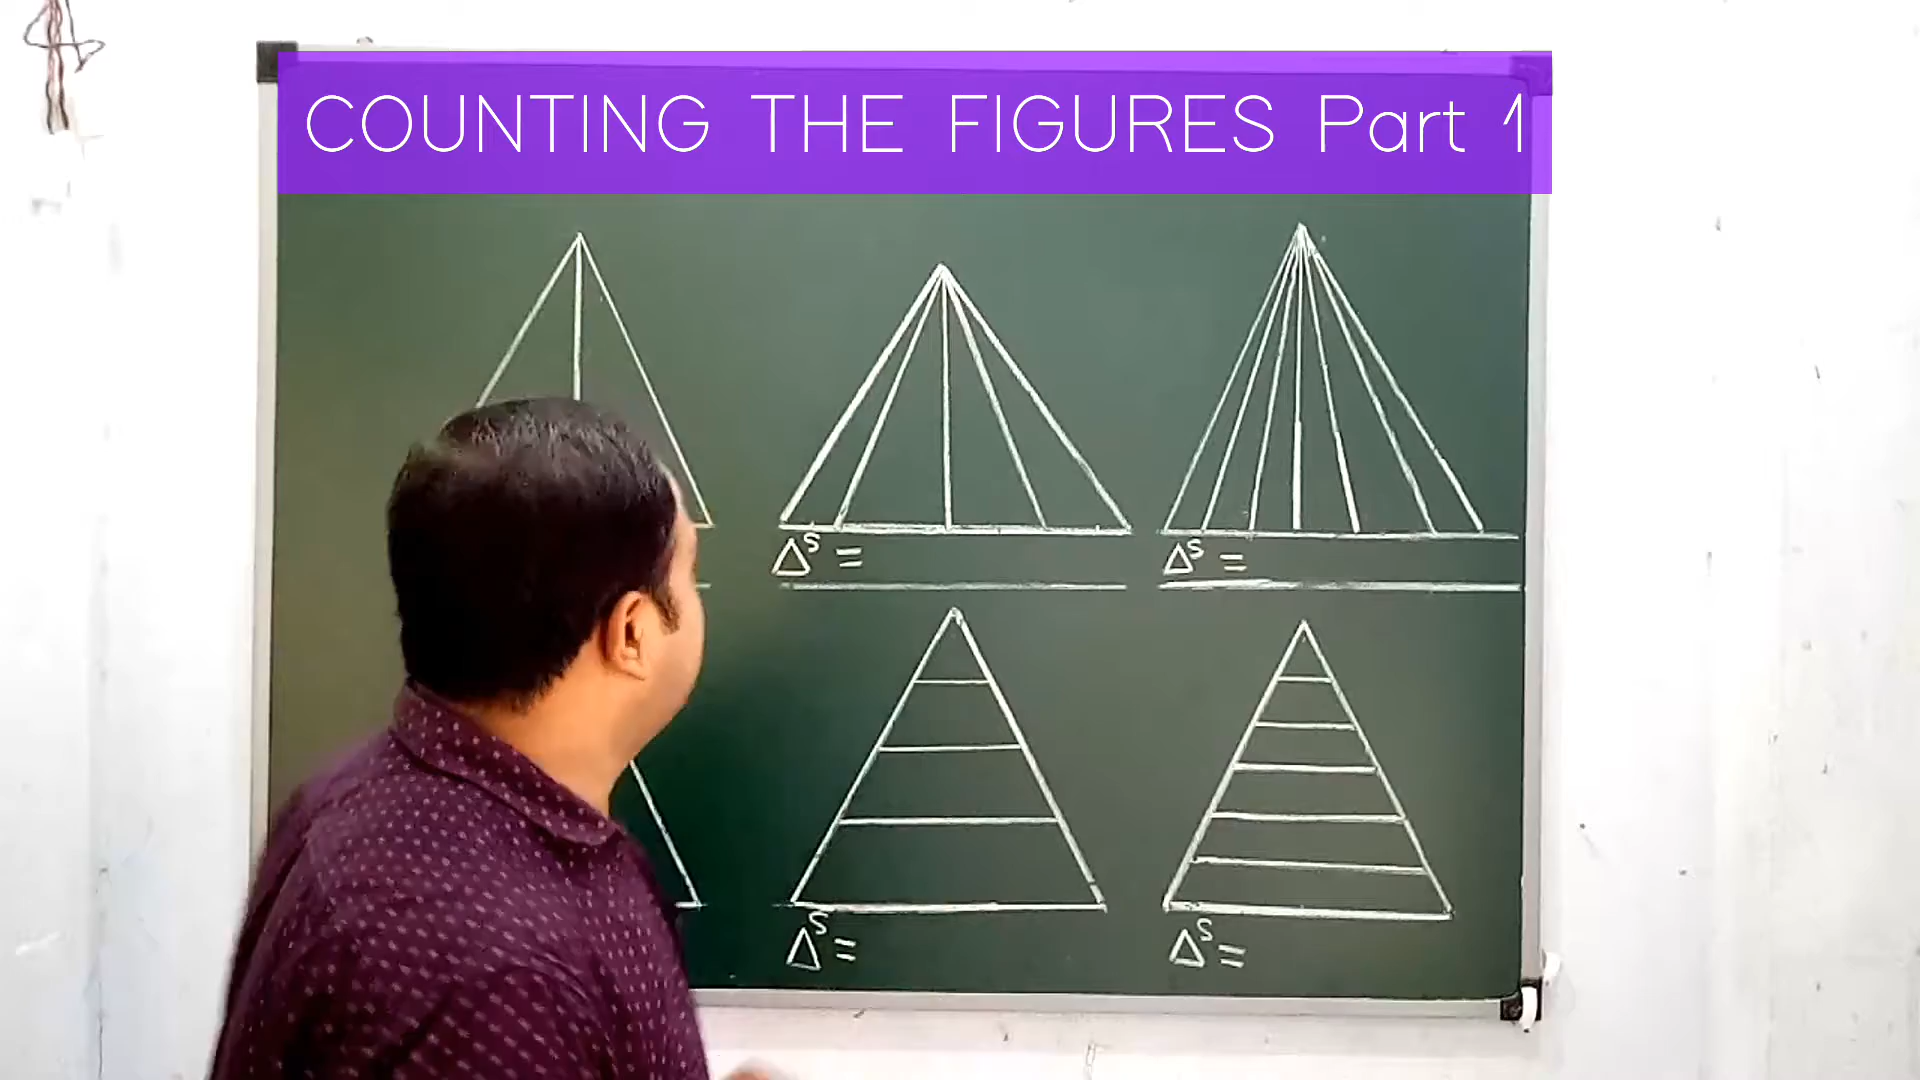 COUNTING THE FIGURES Part 1
Δˢ =
Δˢ =
Δˢ =
Δˢ =